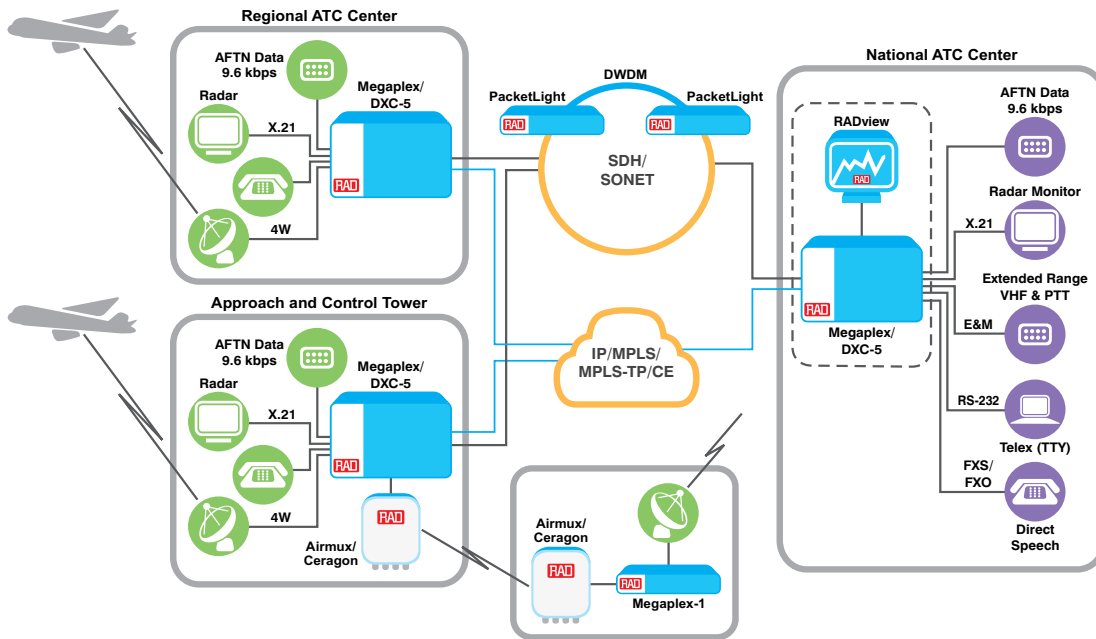 Regional ATC Center
AFTN Data
9.6 kbps
Radar
X.21
4W
Megaplex/
DXC-5
RAD
DWDM
PacketLight
PacketLight
RAD
RAD
SDH/
SONET
Approach and Control Tower
AFTN Data
9.6 kbps
Radar
X.21
4W
Megaplex/
DXC-5
RAD
RAD
Airmux/
Ceragon
IP/MPLS/
MPLS-TP/CE
Airmux/
Ceragon
RAD
RAD
Megaplex-1
National ATC Center
RADview
RAD
RAD
Megaplex/
DXC-5
AFTN Data
9.6 kbps
Radar Monitor
X.21
Extended Range
VHF & PTT
E&M
RS-232
Telex (TTY)
FXS/
FXO
Direct
Speech